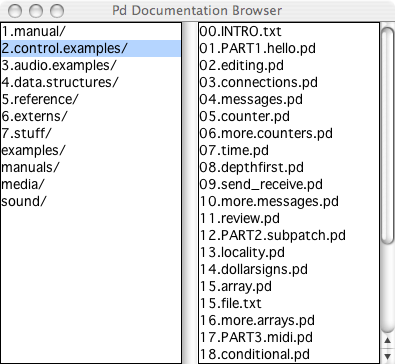 Pd Documentation Browser
1.manual/
2.control.examples/
3.audio.examples/
4.data.structures/
5.reference/
6.externs/
7.stuff/
examples/
manuals/
media/
sound/
00.INTRO.txt
01.PART1.hello.pd
02.editing.pd
03.connections.pd
04.messages.pd
05.counter.pd
06.more.counters.pd
07.time.pd
08.depthfirst.pd
09.send_receive.pd
10.more.messages.pd
11.review.pd
12.PART2.subpatch.pd
13.locality.pd
14.dollarsigns.pd
15.array.pd
15.file.txt
16.more.arrays.pd
17.PART3.midi.pd
18.conditional.pd